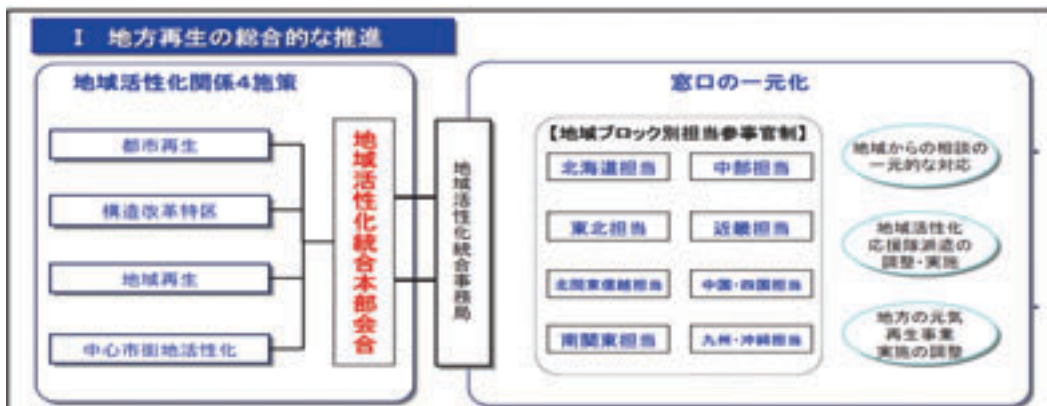 Ⅰ 地方再生の総合的な推進
地域活性化関係4施策
都市再生
構造改革特区
地域再生
中心市街地活性化
地域活性化統合本部会合
地域活性化統合事務局
窓口の一元化
【地域ブロック別担当参事官制】
北海道担当
中部担当
東北担当
近畿担当
北関東信越担当
中国・四国担当
南関東担当
九州・沖縄担当
地域からの相談の
一元的な対応
地域活性化
応援隊派遣の
調整・実施
地方の元気
再生事業
実施の調整